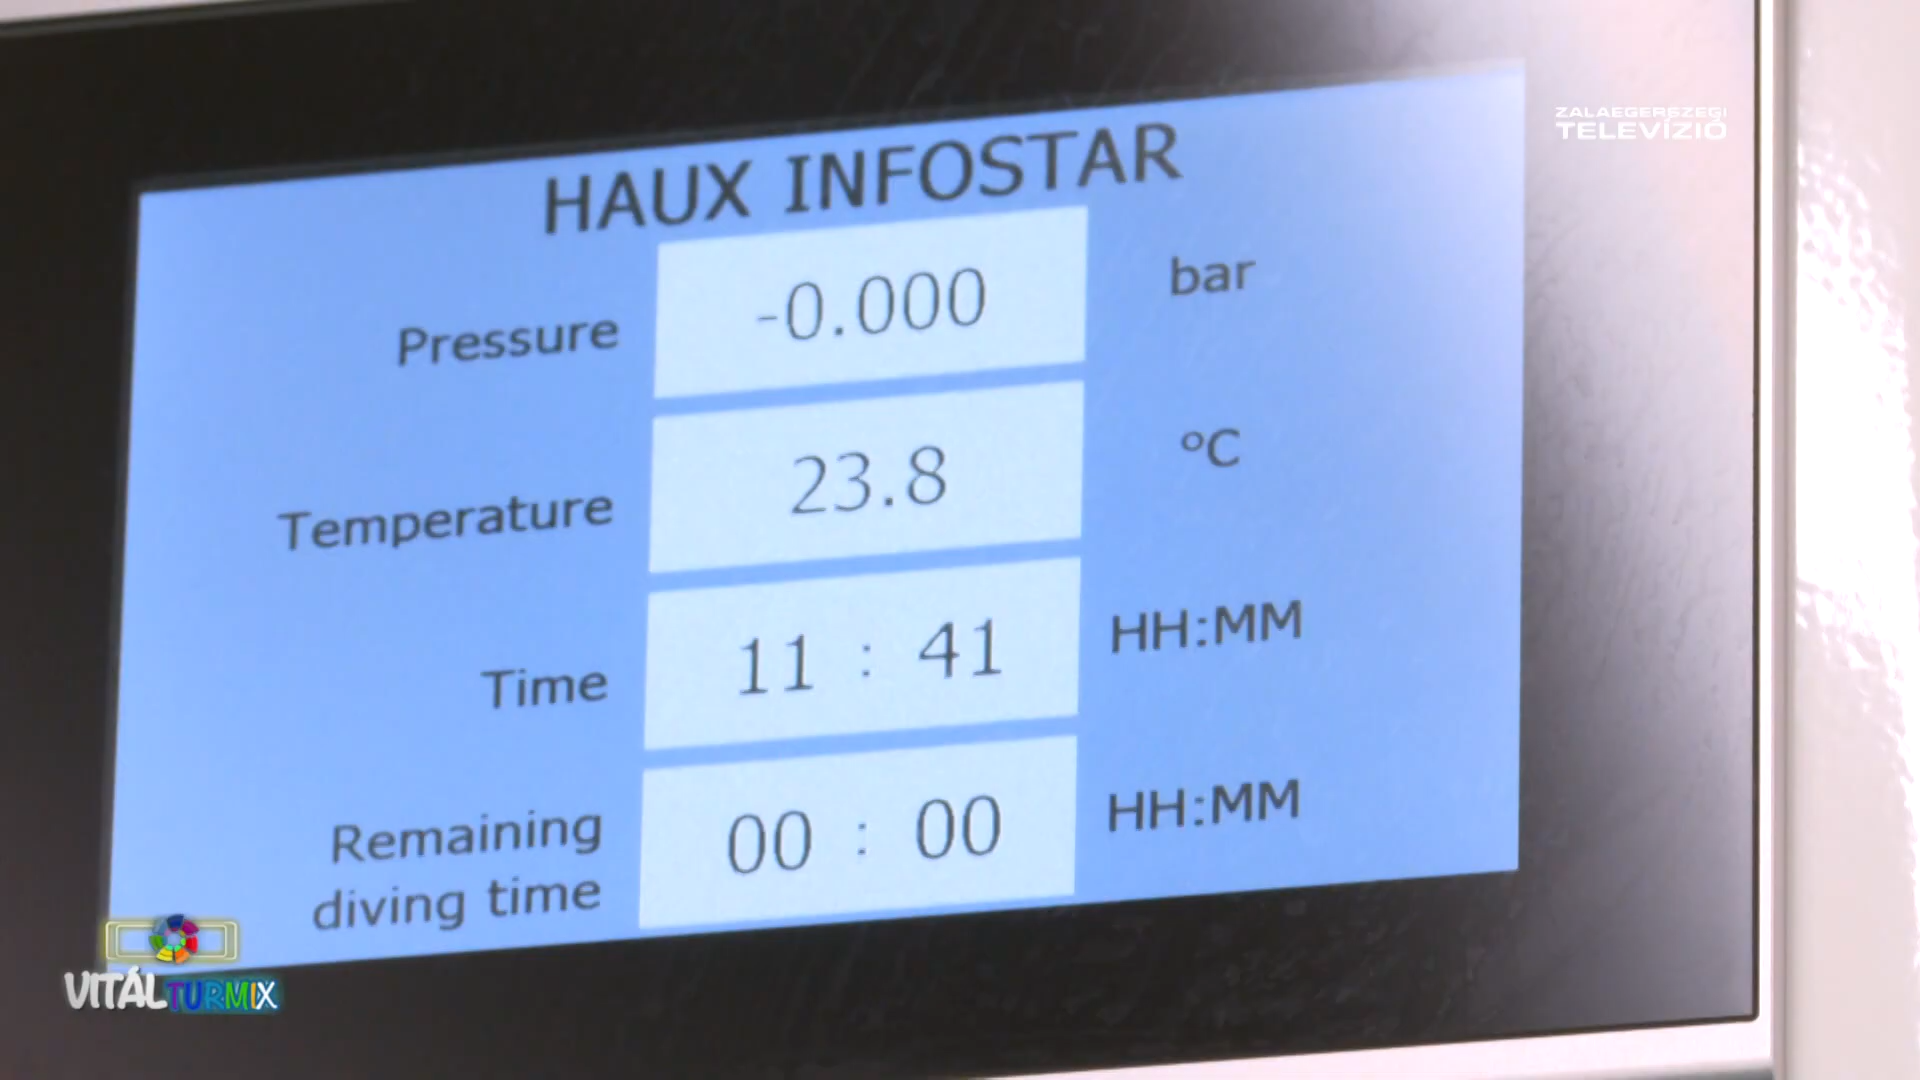 ZALAEGERSZEGI
TELEVÍZIÓ
HAUX INFOSTAR
Pressure -0.000 bar
Temperature 23.8 °C
Time 11 : 41 HH:MM
Remaining
diving time 00 : 00 HH:MM
VITÁLTURMIX